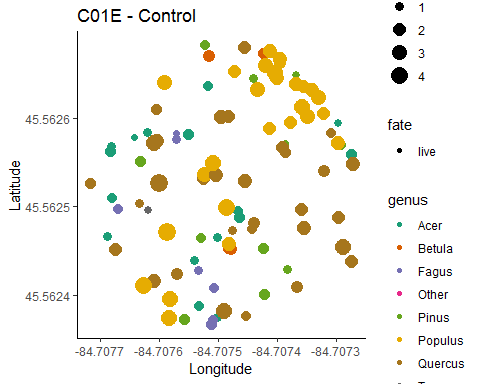 C01E - Control
1
2
3
4
fate
live
genus
Acer
Betula
Fagus
Other
Pinus
Populus
Quercus
45.5626
45.5625
45.5624
Latitude
-84.7077 -84.7076 -84.7075 -84.7074 -84.7073
Longitude